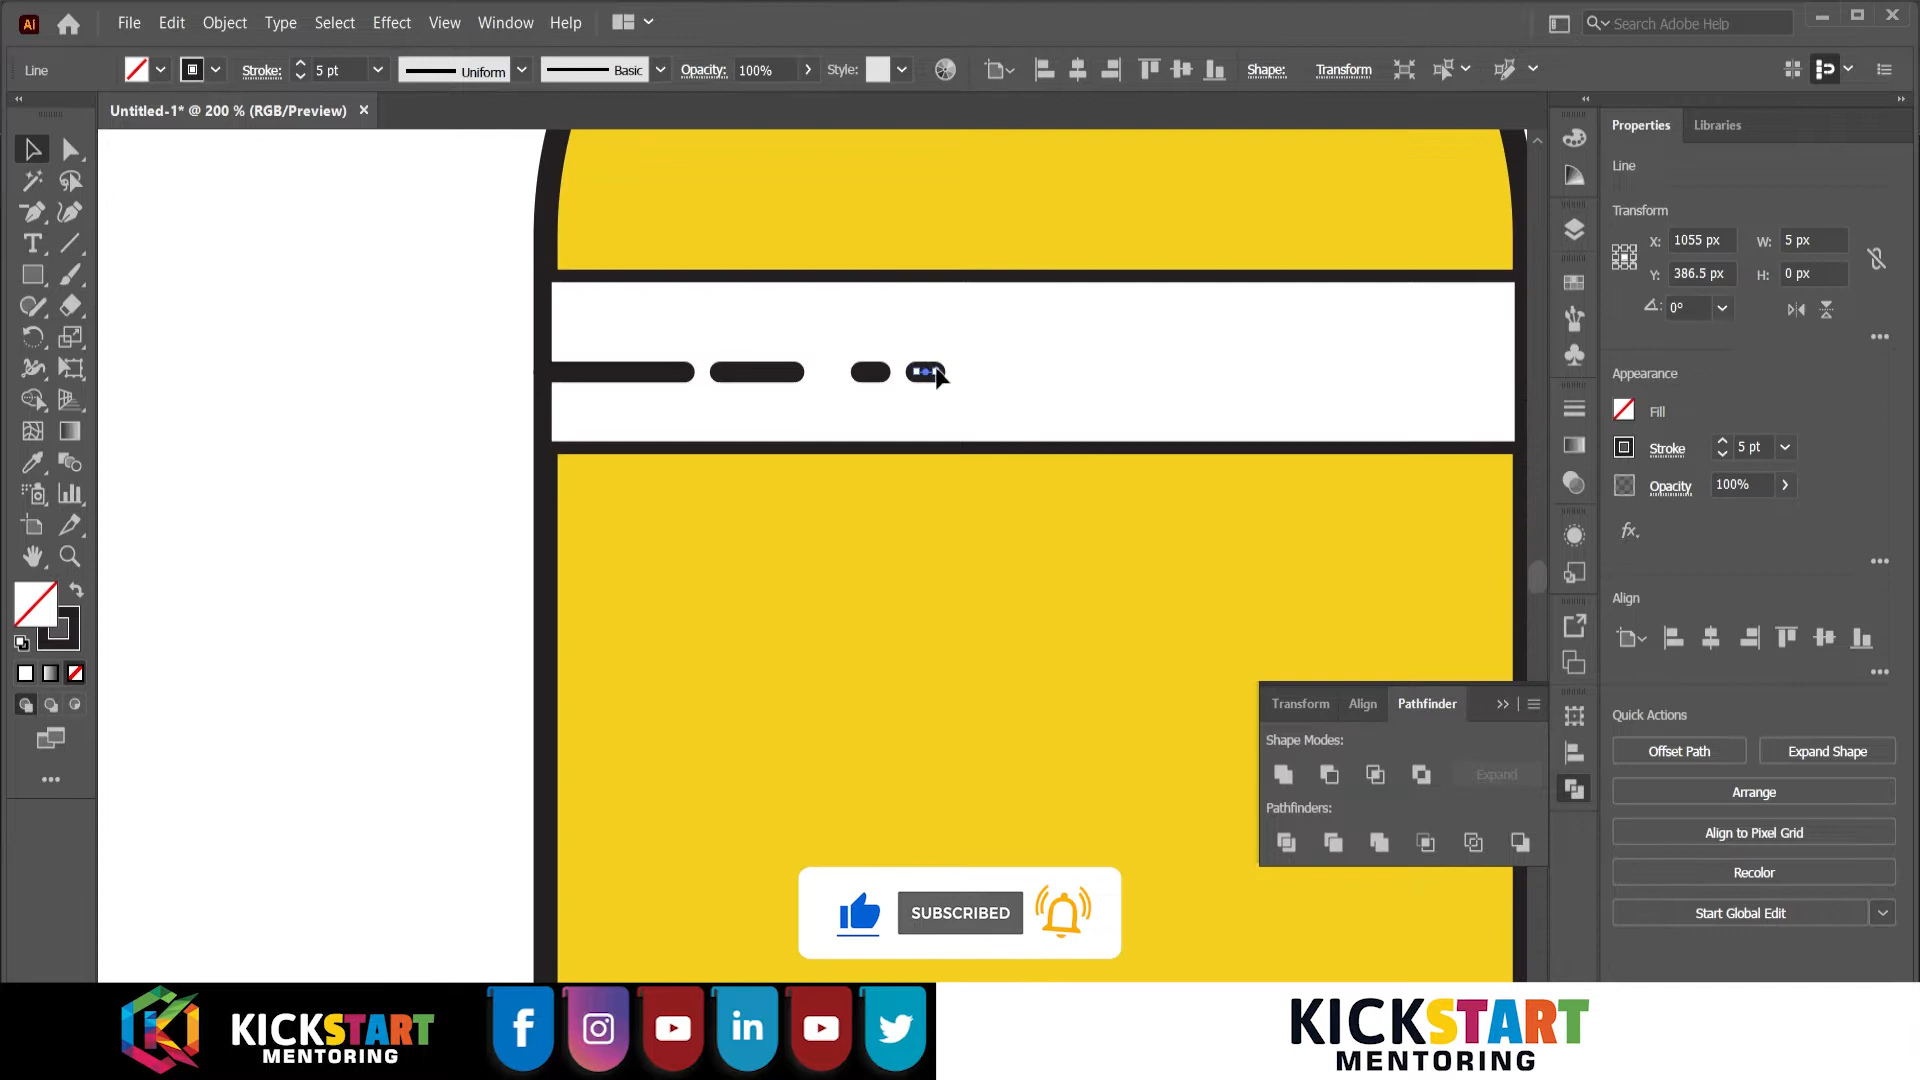 Ai File Edit Object Type Select Effect View Window Help Search Adobe Help
Line Stroke: 5 pt Uniform Basic Opacity: 100% Style: Shape: Transform
Untitled-1* @ 200 % (RGB/Preview) ×
Properties Libraries
Line
Transform
X: 1055 px W: 5 px
Y: 386.5 px H: 0 px
0°
Appearance
Fill
Stroke 5 pt
Opacity 100%
fx.
Align
Quick Actions
Offset Path Expand Shape
Arrange
Align to Pixel Grid
Recolor
Start Global Edit
Transform Align Pathfinder
Shape Modes:
Expand
Pathfinders:
SUBSCRIBED
KICKSTART
MENTORING
KICKSTART
MENTORING